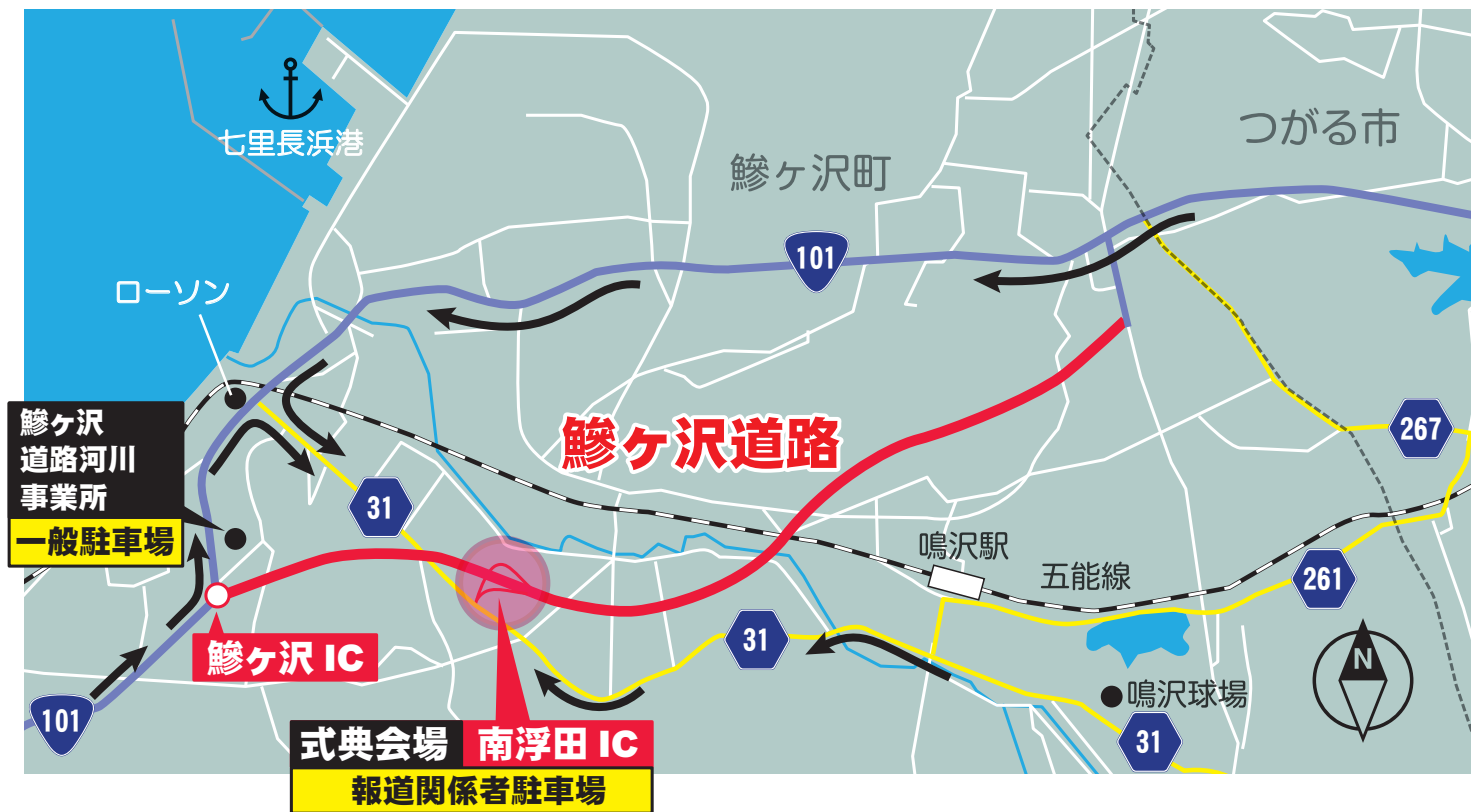 七里長浜港
つがる市
鰺ヶ沢町
101
ローソン
鰺ヶ沢
道路河川
事業所
一般駐車場
鰺ヶ沢道路
267
31
鳴沢駅
五能線
261
31
鰺ヶ沢 IC
N
鳴沢球場
101
31
式典会場
南浮田 IC
報道関係者駐車場